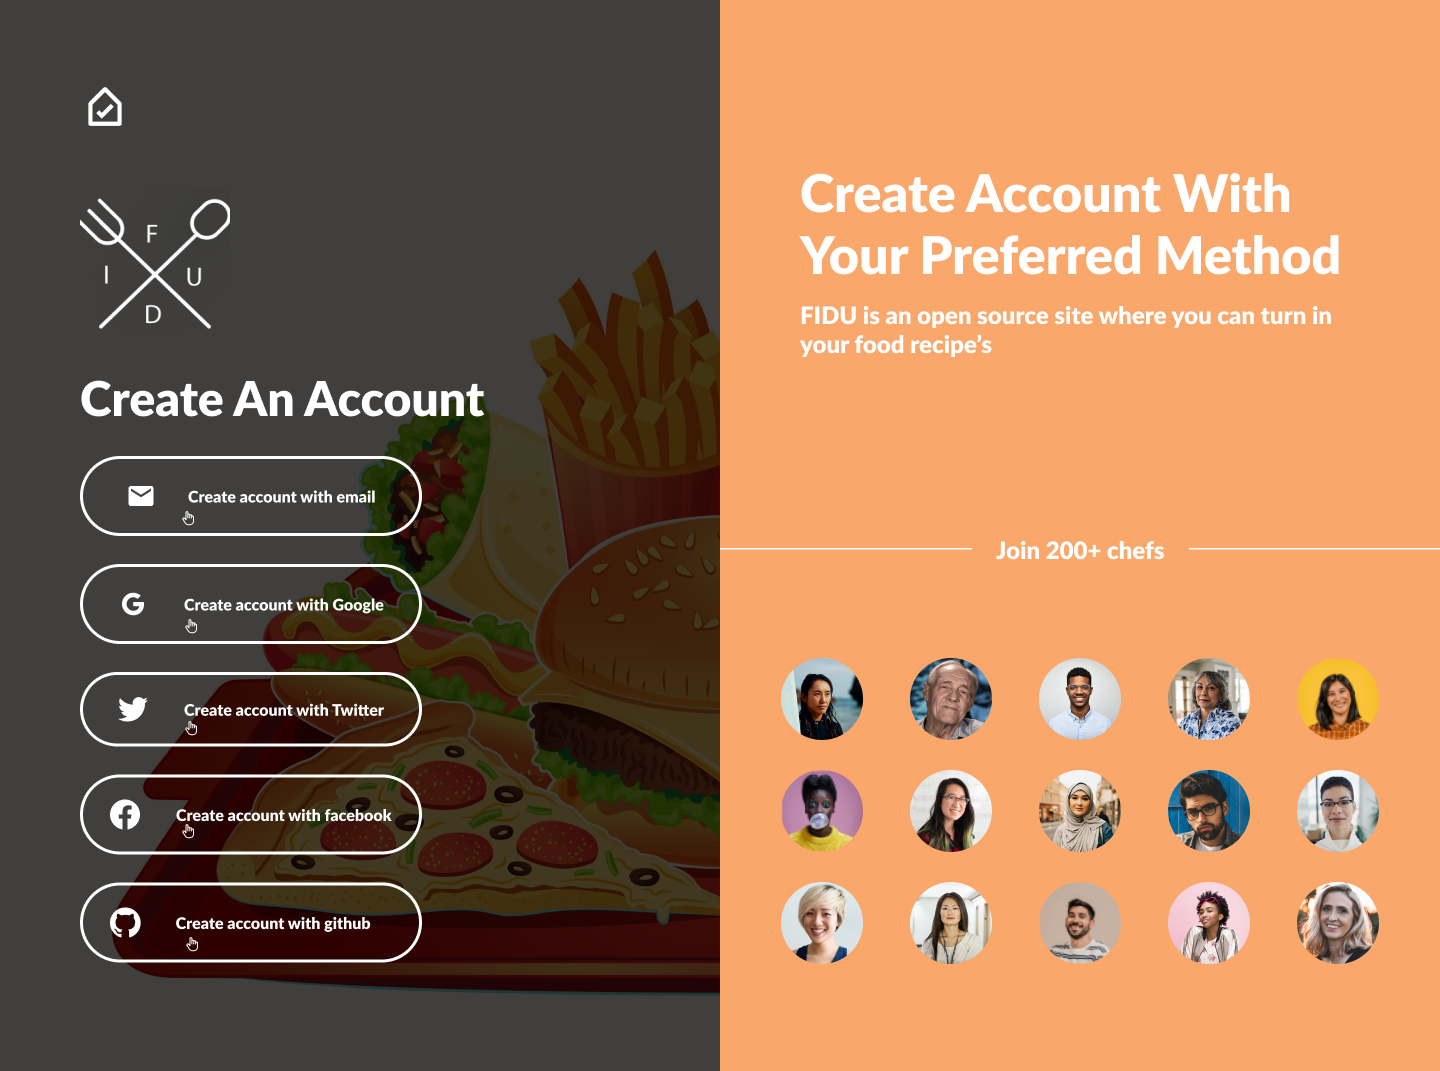 F
I U
D
Create An Account
Create account with email
Create account with Google
Create account with Twitter
Create account with facebook
Create account with github
Create Account With
Your Preferred Method
FIDU is an open source site where you can turn in
your food recipe’s
Join 200+ chefs